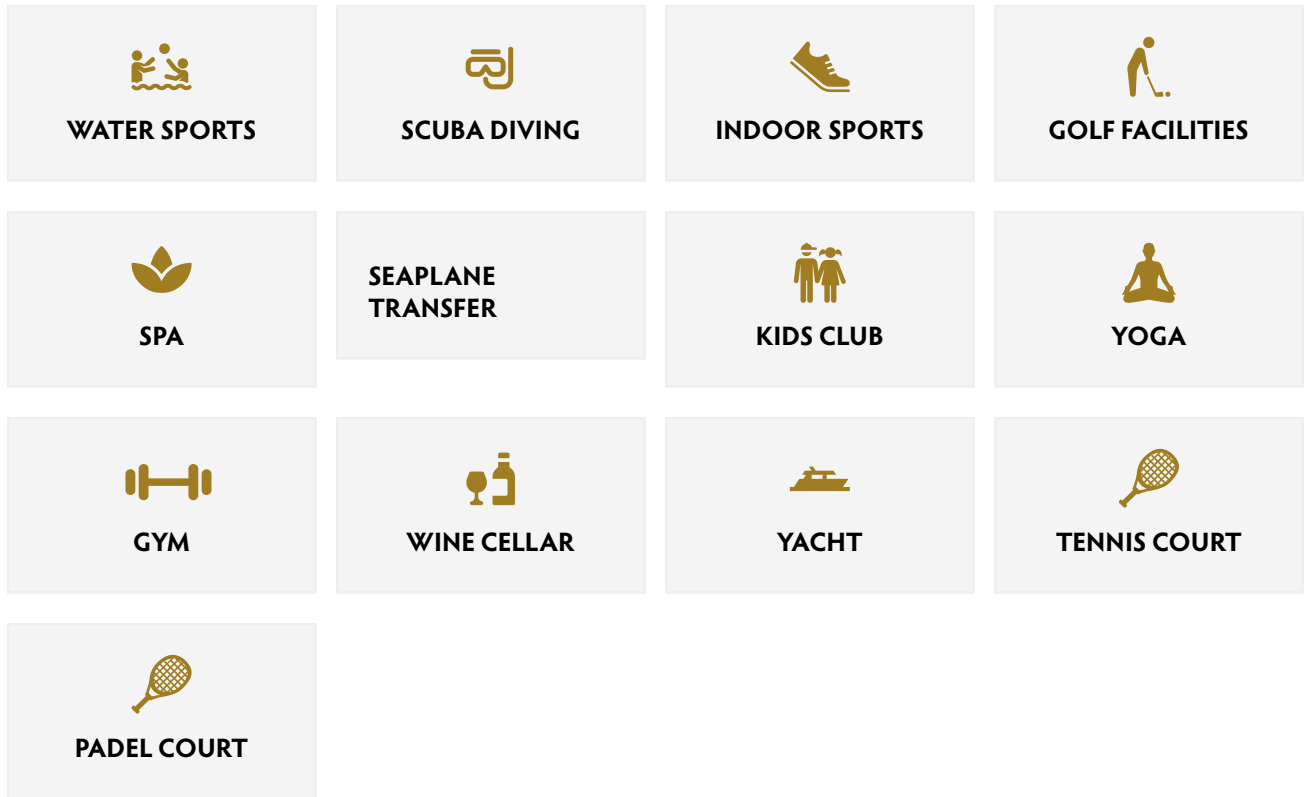 WATER SPORTS
SCUBA DIVING
INDOOR SPORTS
GOLF FACILITIES
SPA
SEAPLANE
TRANSFER
KIDS CLUB
YOGA
GYM
WINE CELLAR
YACHT
TENNIS COURT
PADEL COURT